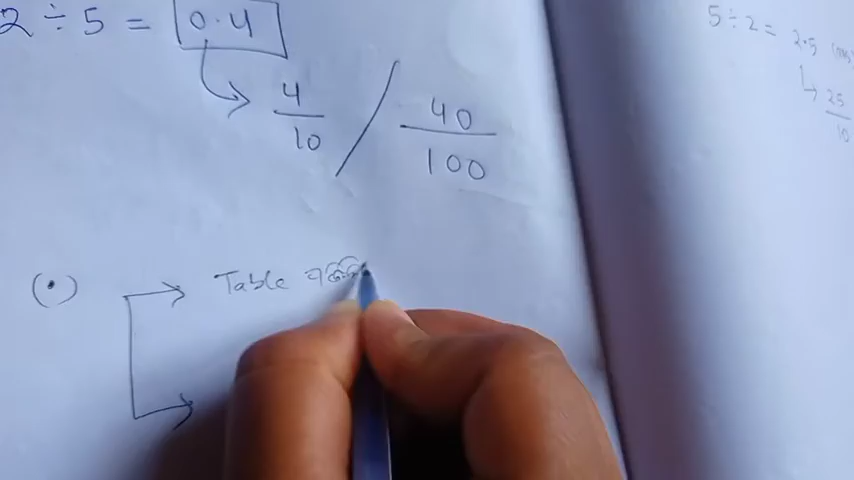 2 ÷ 5 = 0.4
4/10 / 40/100
(•) Table
5 ÷ 2 = 2.5
25/10